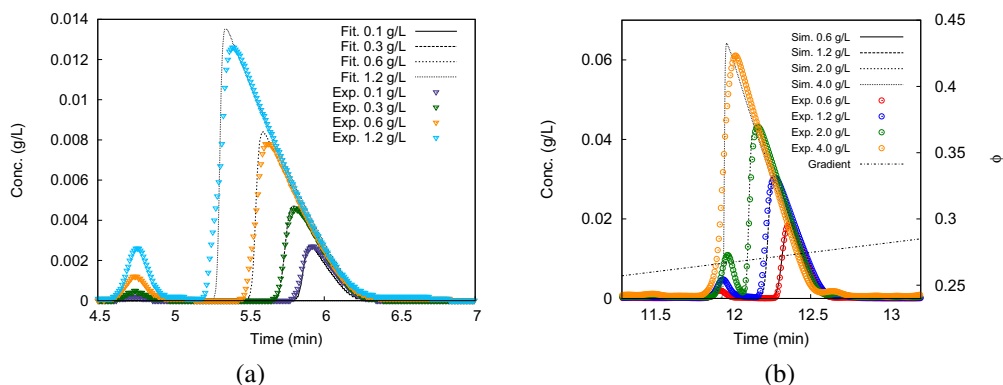 0.014
0.012
0.01
0.008
0.006
0.004
0.002
0
Conc. (g/L)
4.5
5
5.5
6
6.5
7
Time (min)
Fit. 0.1 g/L
Fit. 0.3 g/L
Fit. 0.6 g/L
Fit. 1.2 g/L
Exp. 0.1 g/L
Exp. 0.3 g/L
Exp. 0.6 g/L
Exp. 1.2 g/L
(a)
0.06
0.04
0.02
0
Conc. (g/L)
11.5
12
12.5
13
Time (min)
0.45
0.4
0.35
0.3
0.25
ϕ
Sim. 0.6 g/L
Sim. 1.2 g/L
Sim. 2.0 g/L
Sim. 4.0 g/L
Exp. 0.6 g/L
Exp. 1.2 g/L
Exp. 2.0 g/L
Exp. 4.0 g/L
Gradient
(b)